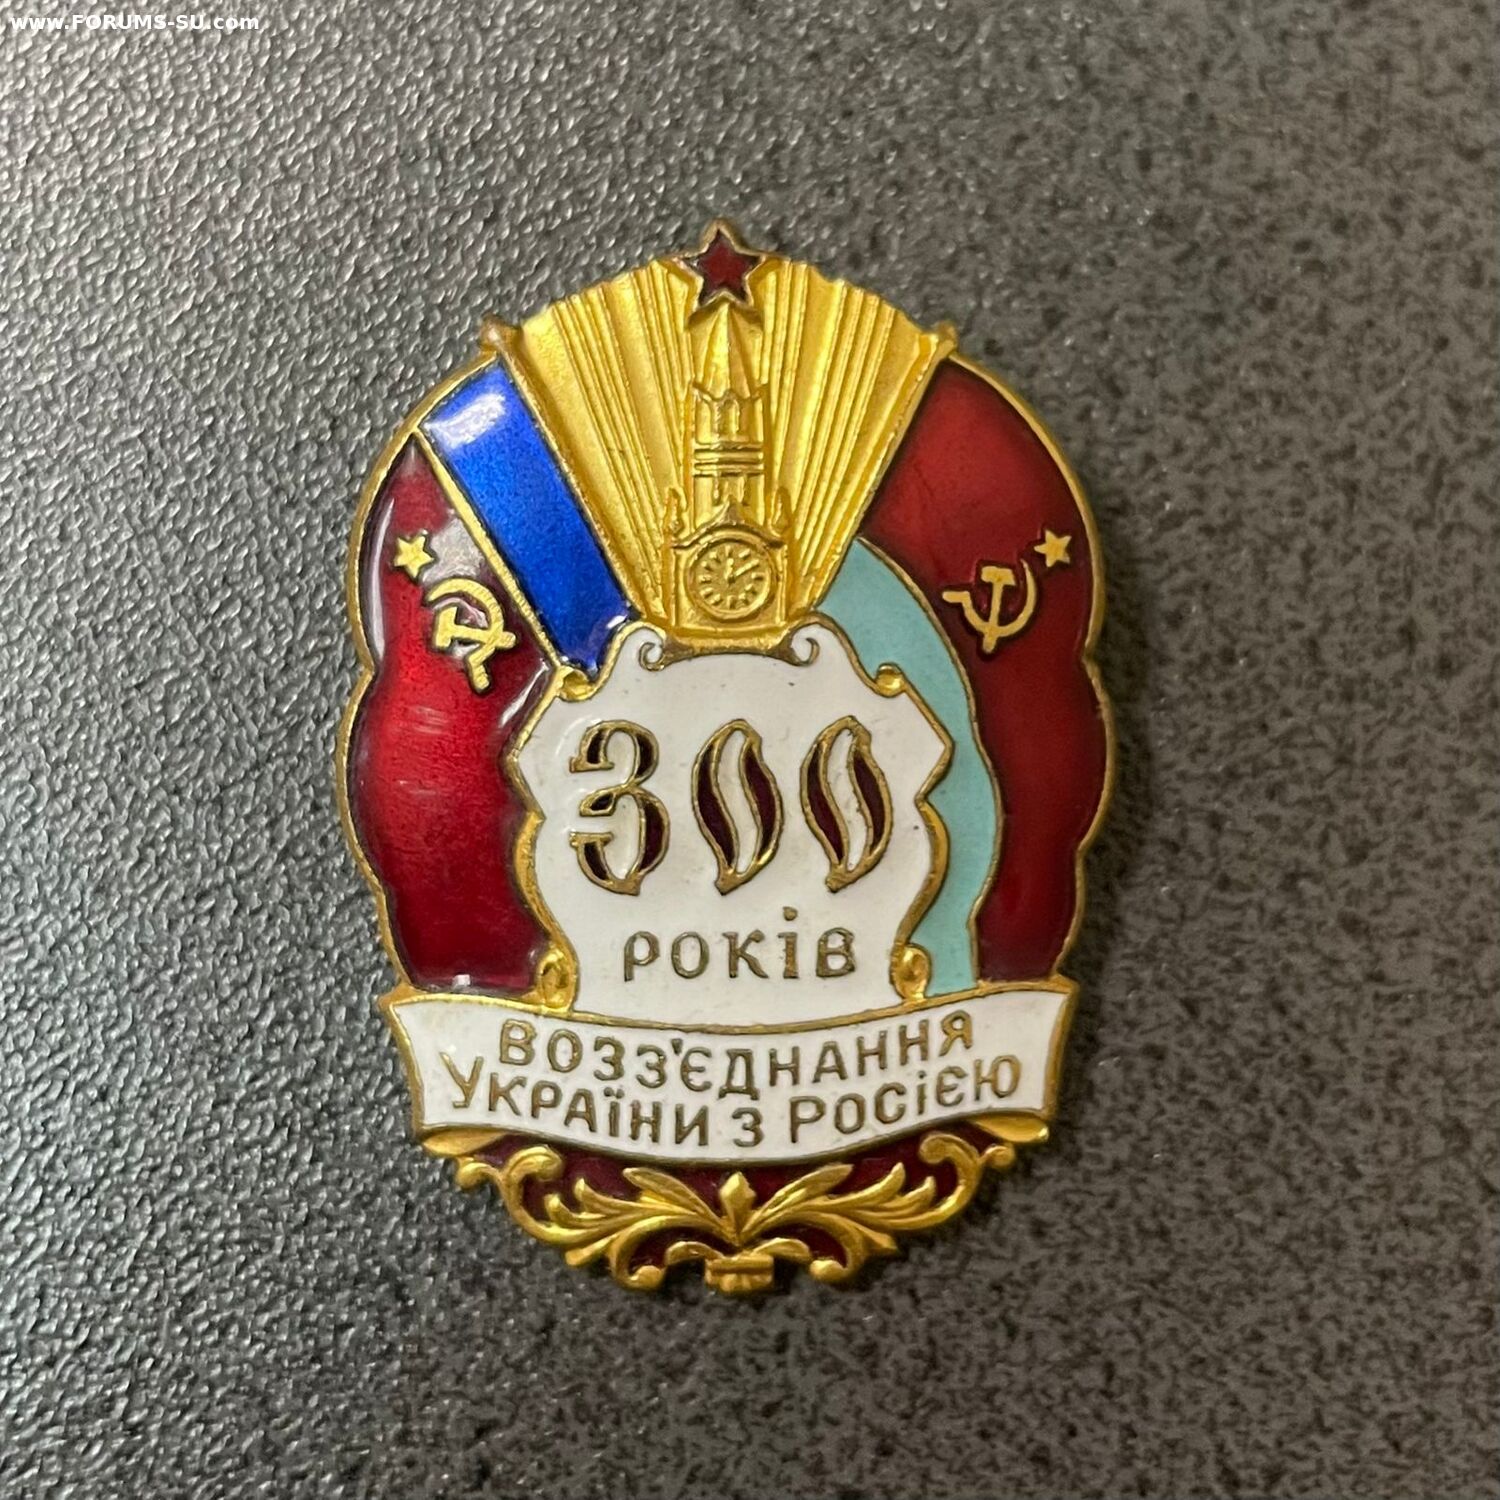 www.FORUMS-SU.com
300
РОКІВ
ВОЗЗ'ЄДНАННЯ
УКРАЇНИ З РОСІЄЮ